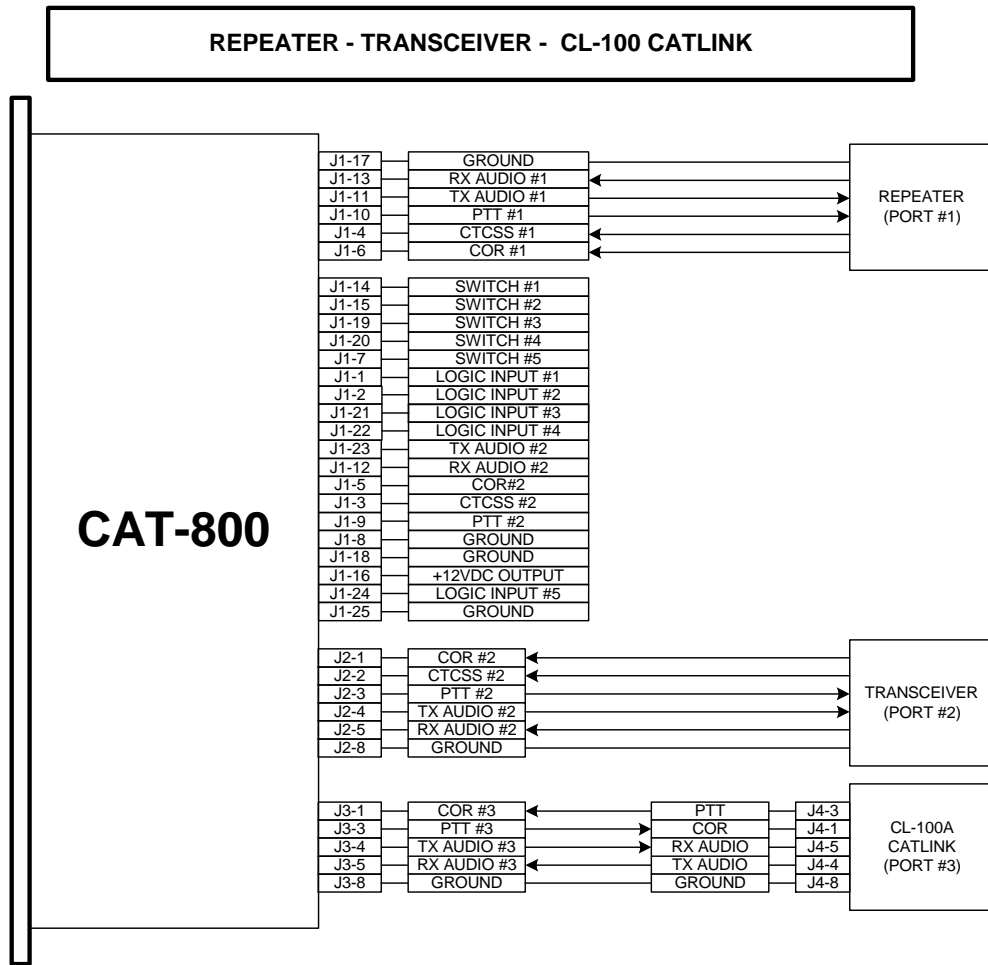 REPEATER - TRANSCEIVER - CL-100 CATLINK
CAT-800
J1-17 GROUND
J1-13 RX AUDIO #1
J1-11 TX AUDIO #1
J1-10 PTT #1
J1-4 CTCSS #1
J1-6 COR #1
REPEATER
(PORT #1)
J1-14 SWITCH #1
J1-15 SWITCH #2
J1-19 SWITCH #3
J1-20 SWITCH #4
J1-7 SWITCH #5
J1-1 LOGIC INPUT #1
J1-2 LOGIC INPUT #2
J1-21 LOGIC INPUT #3
J1-22 LOGIC INPUT #4
J1-23 TX AUDIO #2
J1-12 RX AUDIO #2
J1-5 COR#2
J1-3 CTCSS #2
J1-9 PTT #2
J1-8 GROUND
J1-18 GROUND
J1-16 +12VDC OUTPUT
J1-24 LOGIC INPUT #5
J1-25 GROUND
J2-1 COR #2
J2-2 CTCSS #2
J2-3 PTT #2
J2-4 TX AUDIO #2
J2-5 RX AUDIO #2
J2-8 GROUND
TRANSCEIVER
(PORT #2)
J3-1 COR #3 PTT J4-3
J3-3 PTT #3 COR J4-1
J3-4 TX AUDIO #3 RX AUDIO J4-5
J3-5 RX AUDIO #3 TX AUDIO J4-4
J3-8 GROUND GROUND J4-8
CL-100A
CATLINK
(PORT #3)